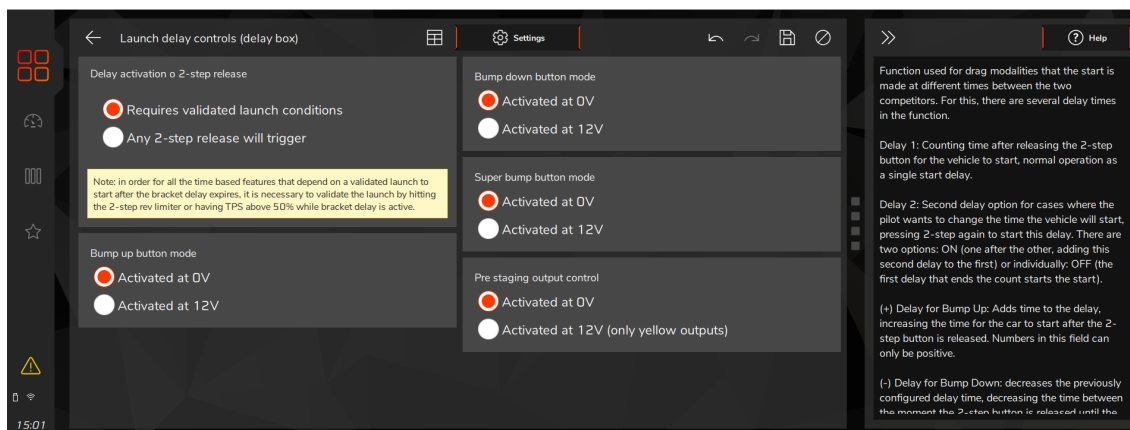 Launch delay controls (delay box)
Settings
Help
Delay activation o 2-step release
Requires validated launch conditions
Any 2-step release will trigger
Note: in order for all the time based features that depend on a validated launch to
start after the bracket delay expires, it is necessary to validate the launch by hitting
the 2-step rev limiter or having TPS above 50% while bracket delay is active.
Bump up button mode
Activated at 0V
Activated at 12V
Bump down button mode
Activated at 0V
Activated at 12V
Super bump button mode
Activated at 0V
Activated at 12V
Pre staging output control
Activated at 0V
Activated at 12V (only yellow outputs)
Function used for drag modalities that the start is
made at different times between the two
competitors. For this, there are several delay times
in the function.
Delay 1: Counting time after releasing the 2-step
button for the vehicle to start, normal operation as
a single start delay.
Delay 2: Second delay option for cases where the
pilot wants to change the time the vehicle will start,
pressing 2-step again to start this delay. There are
two options: ON (one after the other, adding this
second delay to the first) or individually: OFF (the
first delay that ends the count starts the start).
(+) Delay for Bump Up: Adds time to the delay,
increasing the time for the car to start after the 2-
step button is released. Numbers in this field can
only be positive.
(-) Delay for Bump Down: decreases the previously
configured delay time, decreasing the time between
the moment the 2-step button is released until the
15:01